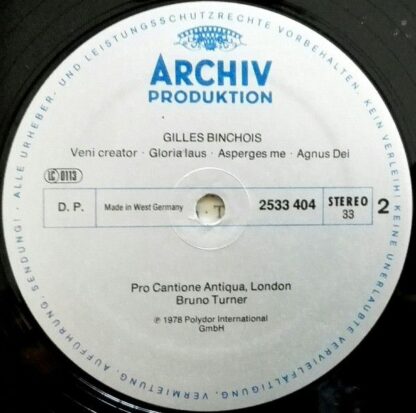 ALLE URHEBER- UND LEISTUNGSSCHUTZRECHTE VORBEHALTEN. KEIN VERLEIH! KEINE UNERLAUBTE VERVIELFÄLTIGUNG, VERMIETUNG, AUFFÜHRUNG, SENDUNG!
ARCHIV
PRODUKTION
GILLES BINCHOIS
Veni creator · Gloria laus · Asperges me · Agnus Dei
LC 0113
D. P.
Made in West Germany
2533 404
STEREO
33
2
Pro Cantione Antiqua, London
Bruno Turner
℗ 1978 Polydor International
GmbH